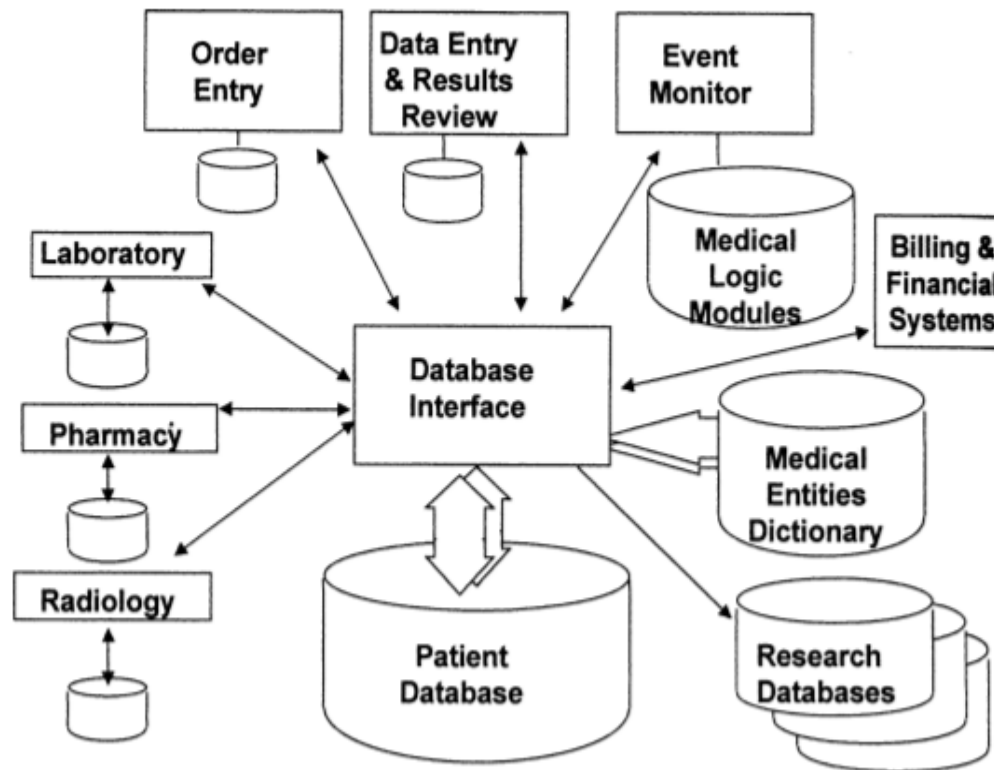 Order
Entry
Data Entry
& Results
Review
Event
Monitor
Medical
Logic
Modules
Billing &
Financial
Systems
Laboratory
Pharmacy
Radiology
Database
Interface
Medical
Entities
Dictionary
Patient
Database
Research
Databases